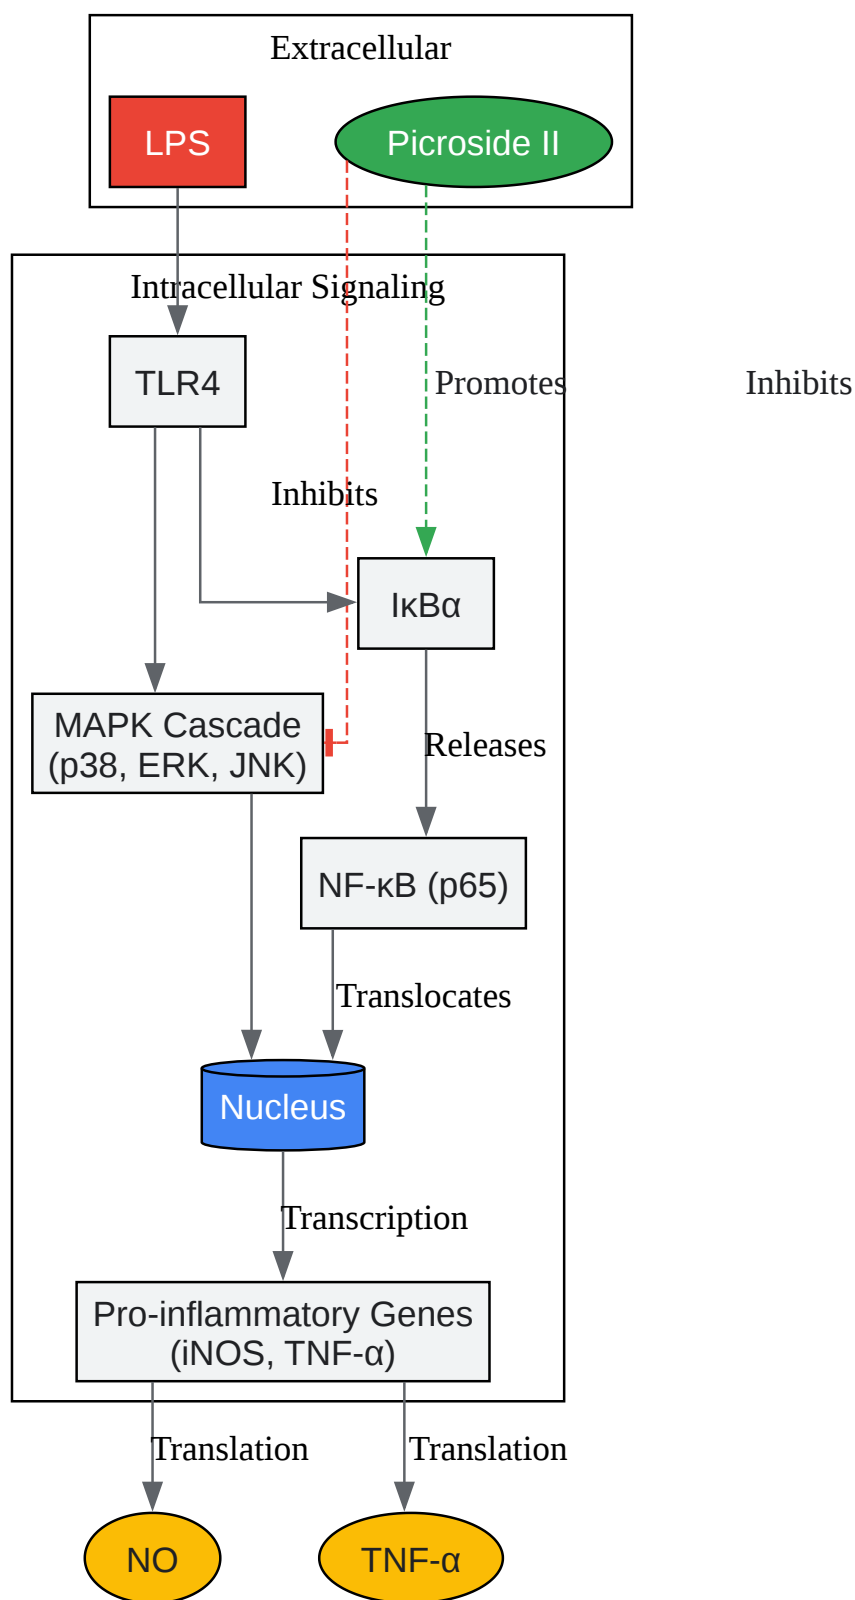 Extracellular
LPS
Picroside II
Intracellular Signaling
TLR4
Promotes
Inhibits
Inhibits
IκBα
MAPK Cascade
(p38, ERK, JNK)
Releases
NF-κB (p65)
Translocates
Nucleus
Transcription
Pro-inflammatory Genes
(iNOS, TNF-α)
Translation
Translation
NO
TNF-α